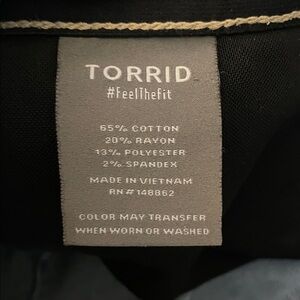 TORRID
#FeelTheFit
65% COTTON
20% RAYON
13% POLYESTER
2% SPANDEX
MADE IN VIETNAM
RN# 148862
COLOR MAY TRANSFER
WHEN WORN OR WASHED